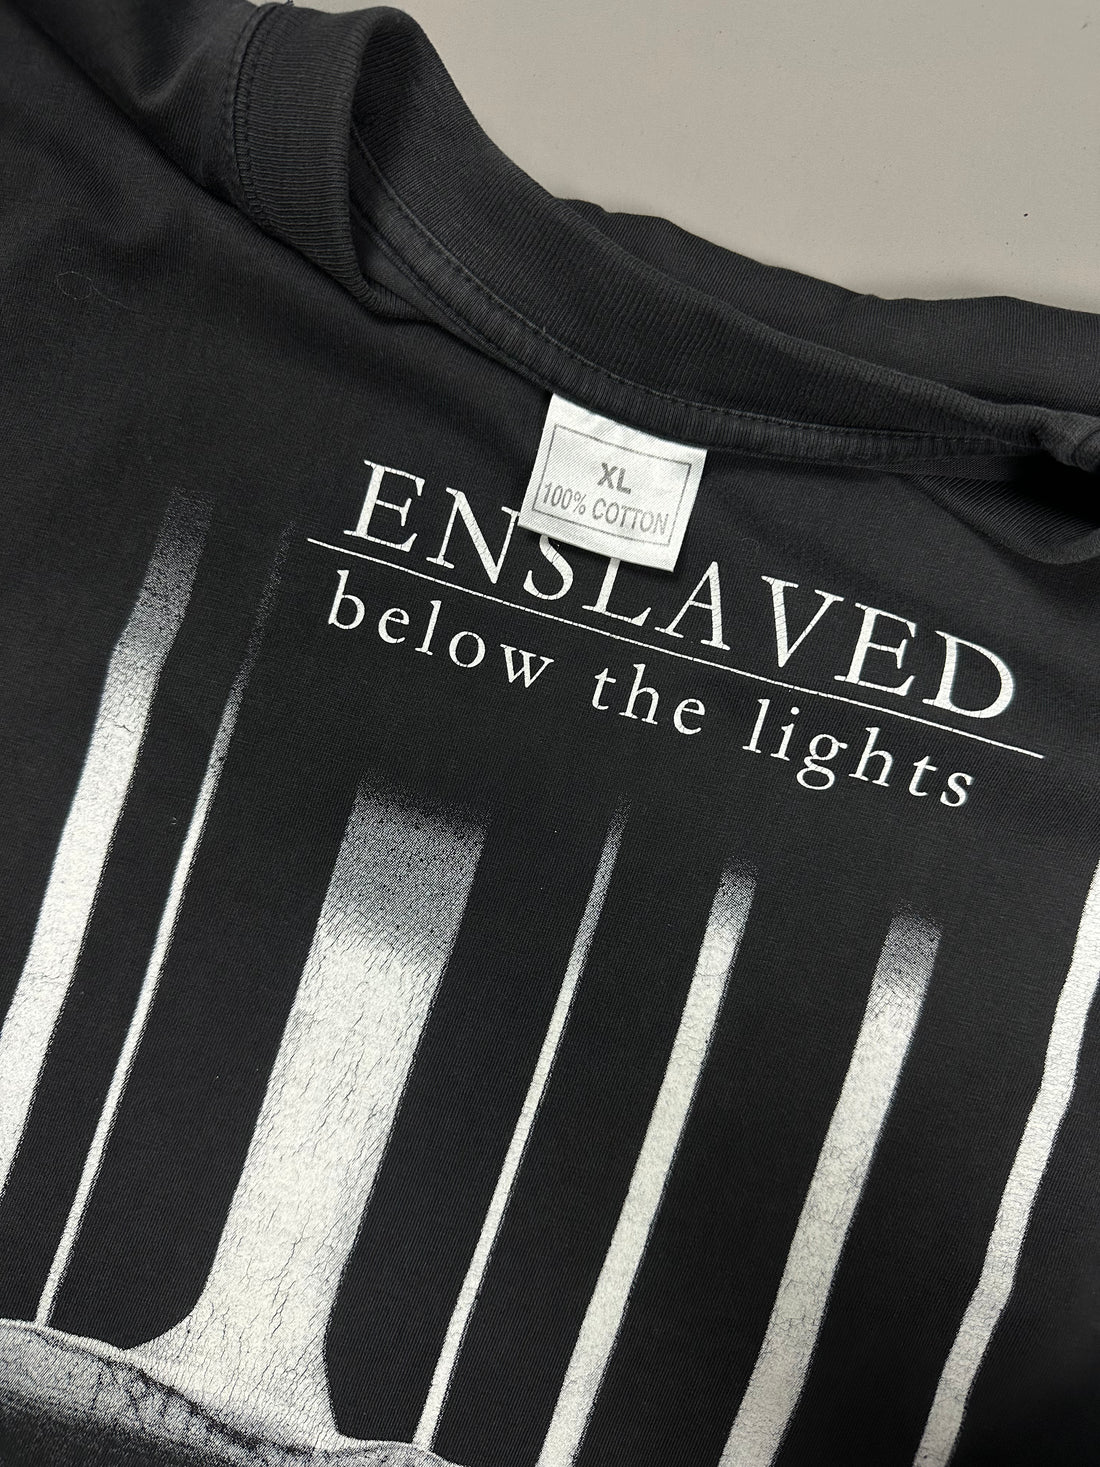 XL
100% COTTON
ENSLAVED
below the lights